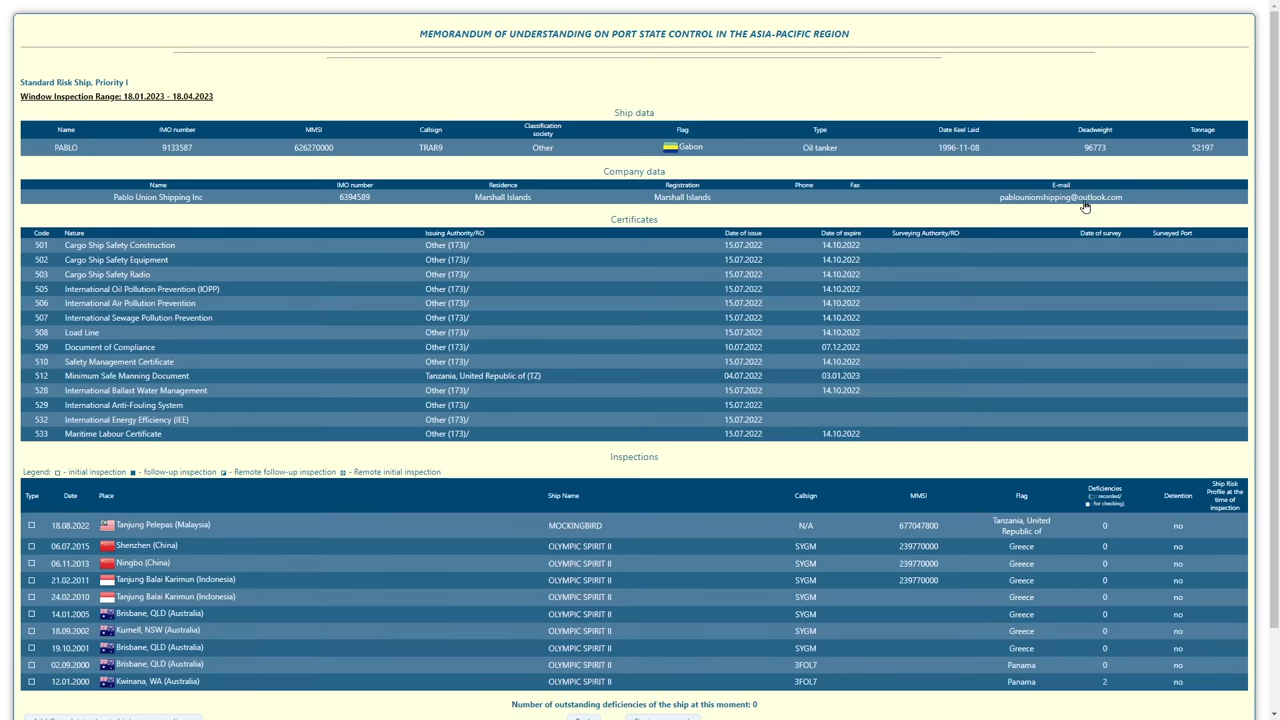 MEMORANDUM OF UNDERSTANDING ON PORT STATE CONTROL IN THE ASIA-PACIFIC REGION
Standard Risk Ship, Priority I
Window Inspection Range: 18.01.2023 - 18.04.2023
Ship data
Name IMO number MMSI Callsign Classification society Flag Type Date Keel Laid Deadweight Tonnage
PABLO 9133587 626270000 TRAR9 Other Gabon Oil tanker 1996-11-08 96773 52197
Company data
Name IMO number Residence Registration Phone Fax E-mail
Pablo Union Shipping Inc 6394589 Marshall Islands Marshall Islands pablounionshipping@outlook.com
Certificates
Code Nature Issuing Authority/RO Date of issue Date of expire Surveying Authority/RO Date of survey Surveyed Port
501 Cargo Ship Safety Construction Other (173)/ 15.07.2022 14.10.2022
502 Cargo Ship Safety Equipment Other (173)/ 15.07.2022 14.10.2022
503 Cargo Ship Safety Radio Other (173)/ 15.07.2022 14.10.2022
505 International Oil Pollution Prevention (IOPP) Other (173)/ 15.07.2022 14.10.2022
506 International Air Pollution Prevention Other (173)/ 15.07.2022 14.10.2022
507 International Sewage Pollution Prevention Other (173)/ 15.07.2022 14.10.2022
508 Load Line Other (173)/ 15.07.2022 14.10.2022
509 Document of Compliance Other (173)/ 10.07.2022 07.12.2022
510 Safety Management Certificate Other (173)/ 15.07.2022 14.10.2022
512 Minimum Safe Manning Document Tanzania, United Republic of (TZ) 04.07.2022 03.01.2023
528 International Ballast Water Management Other (173)/ 15.07.2022 14.10.2022
529 International Anti-Fouling System Other (173)/ 15.07.2022
532 International Energy Efficiency (IEE) Other (173)/ 15.07.2022
533 Maritime Labour Certificate Other (173)/ 15.07.2022 14.10.2022
Inspections
Legend: - initial inspection - follow-up inspection - Remote follow-up inspection - Remote initial inspection
Type Date Place Ship Name Callsign MMSI Flag Deficiencies (□: recorded/ ■: for checking) Detention Ship Risk Profile at the time of inspection
18.08.2022 Tanjung Pelepas (Malaysia) MOCKINGBIRD N/A 677047800 Tanzania, United Republic of 0 no
06.07.2015 Shenzhen (China) OLYMPIC SPIRIT II SYGM 239770000 Greece 0 no
06.11.2013 Ningbo (China) OLYMPIC SPIRIT II SYGM 239770000 Greece 0 no
21.02.2011 Tanjung Balai Karimun (Indonesia) OLYMPIC SPIRIT II SYGM 239770000 Greece 0 no
24.02.2010 Tanjung Balai Karimun (Indonesia) OLYMPIC SPIRIT II SYGM Greece 0 no
14.01.2005 Brisbane, QLD (Australia) OLYMPIC SPIRIT II SYGM Greece 0 no
18.09.2002 Kurnell, NSW (Australia) OLYMPIC SPIRIT II SYGM Greece 0 no
19.10.2001 Brisbane, QLD (Australia) OLYMPIC SPIRIT II SYGM Greece 0 no
02.09.2000 Brisbane, QLD (Australia) OLYMPIC SPIRIT II 3FOL7 Panama 0 no
12.01.2000 Kwinana, WA (Australia) OLYMPIC SPIRIT II 3FOL7 Panama 2 no
Number of outstanding deficiencies of the ship at this moment: 0